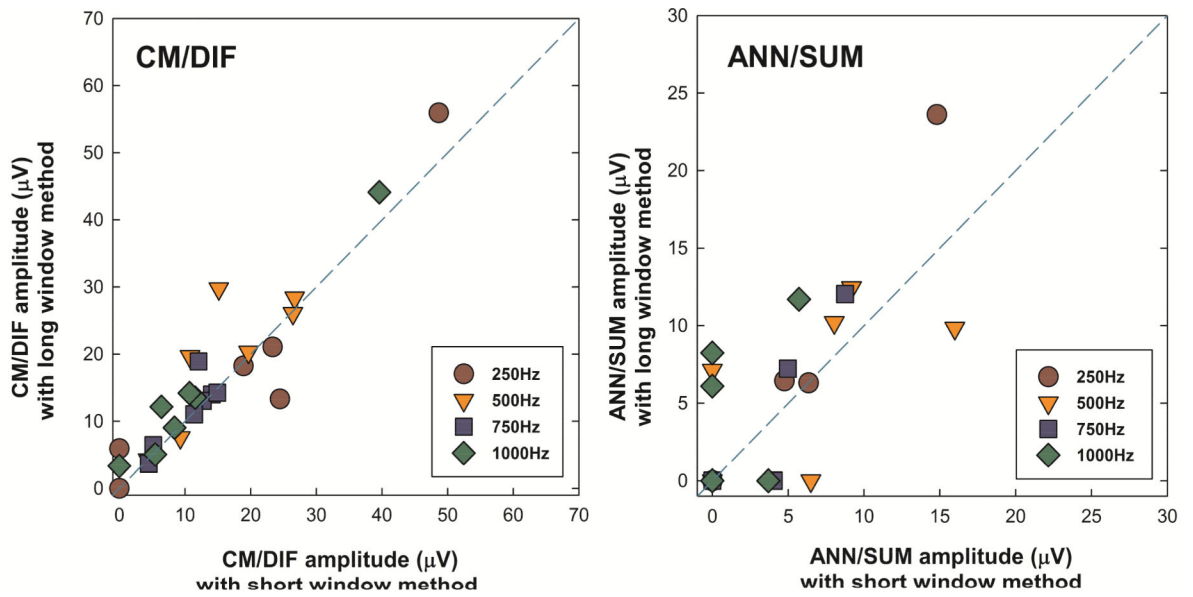 CM/DIF
CM/DIF amplitude (μV)
with long window method
70
60
50
40
30
20
10
0
250Hz
500Hz
750Hz
1000Hz
0 10 20 30 40 50 60 70
CM/DIF amplitude (μV)
with short window method
ANN/SUM
ANN/SUM amplitude (μV)
with long window method
30
25
20
15
10
5
0
250Hz
500Hz
750Hz
1000Hz
0 5 10 15 20 25 30
ANN/SUM amplitude (μV)
with short window method